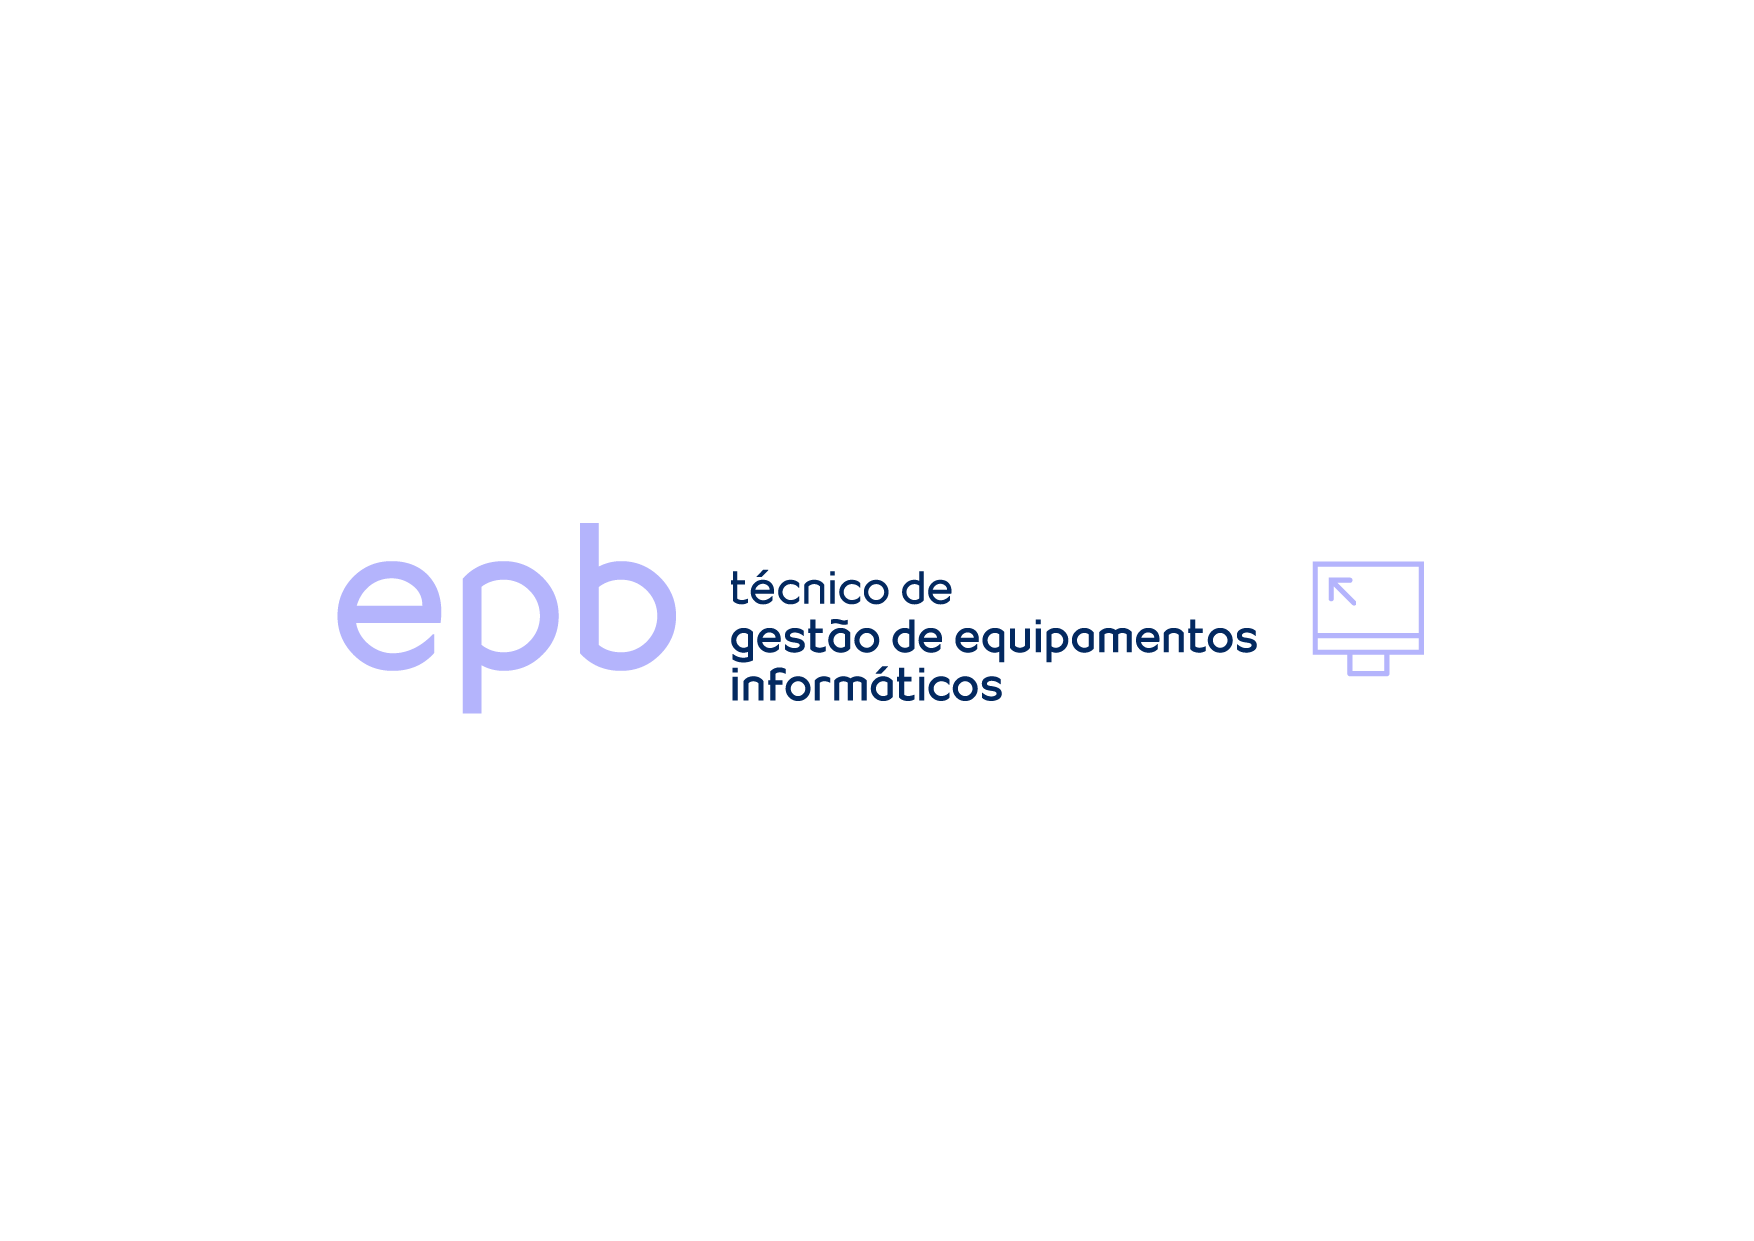 epb
técnico de
gestão de equipamentos
informáticos